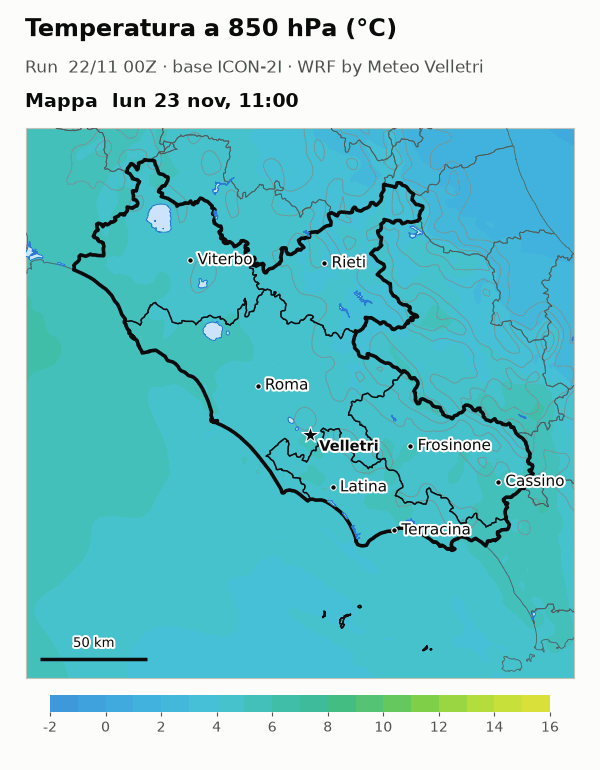 Temperatura a 850 hPa (°C)
Run  22/11 00Z · base ICON-2I · WRF by Meteo Velletri
Mappa  lun 23 nov, 11:00
Viterbo
Rieti
Roma
Velletri
Frosinone
Cassino
Latina
Terracina
50 km
-2 0 2 4 6 8 10 12 14 16